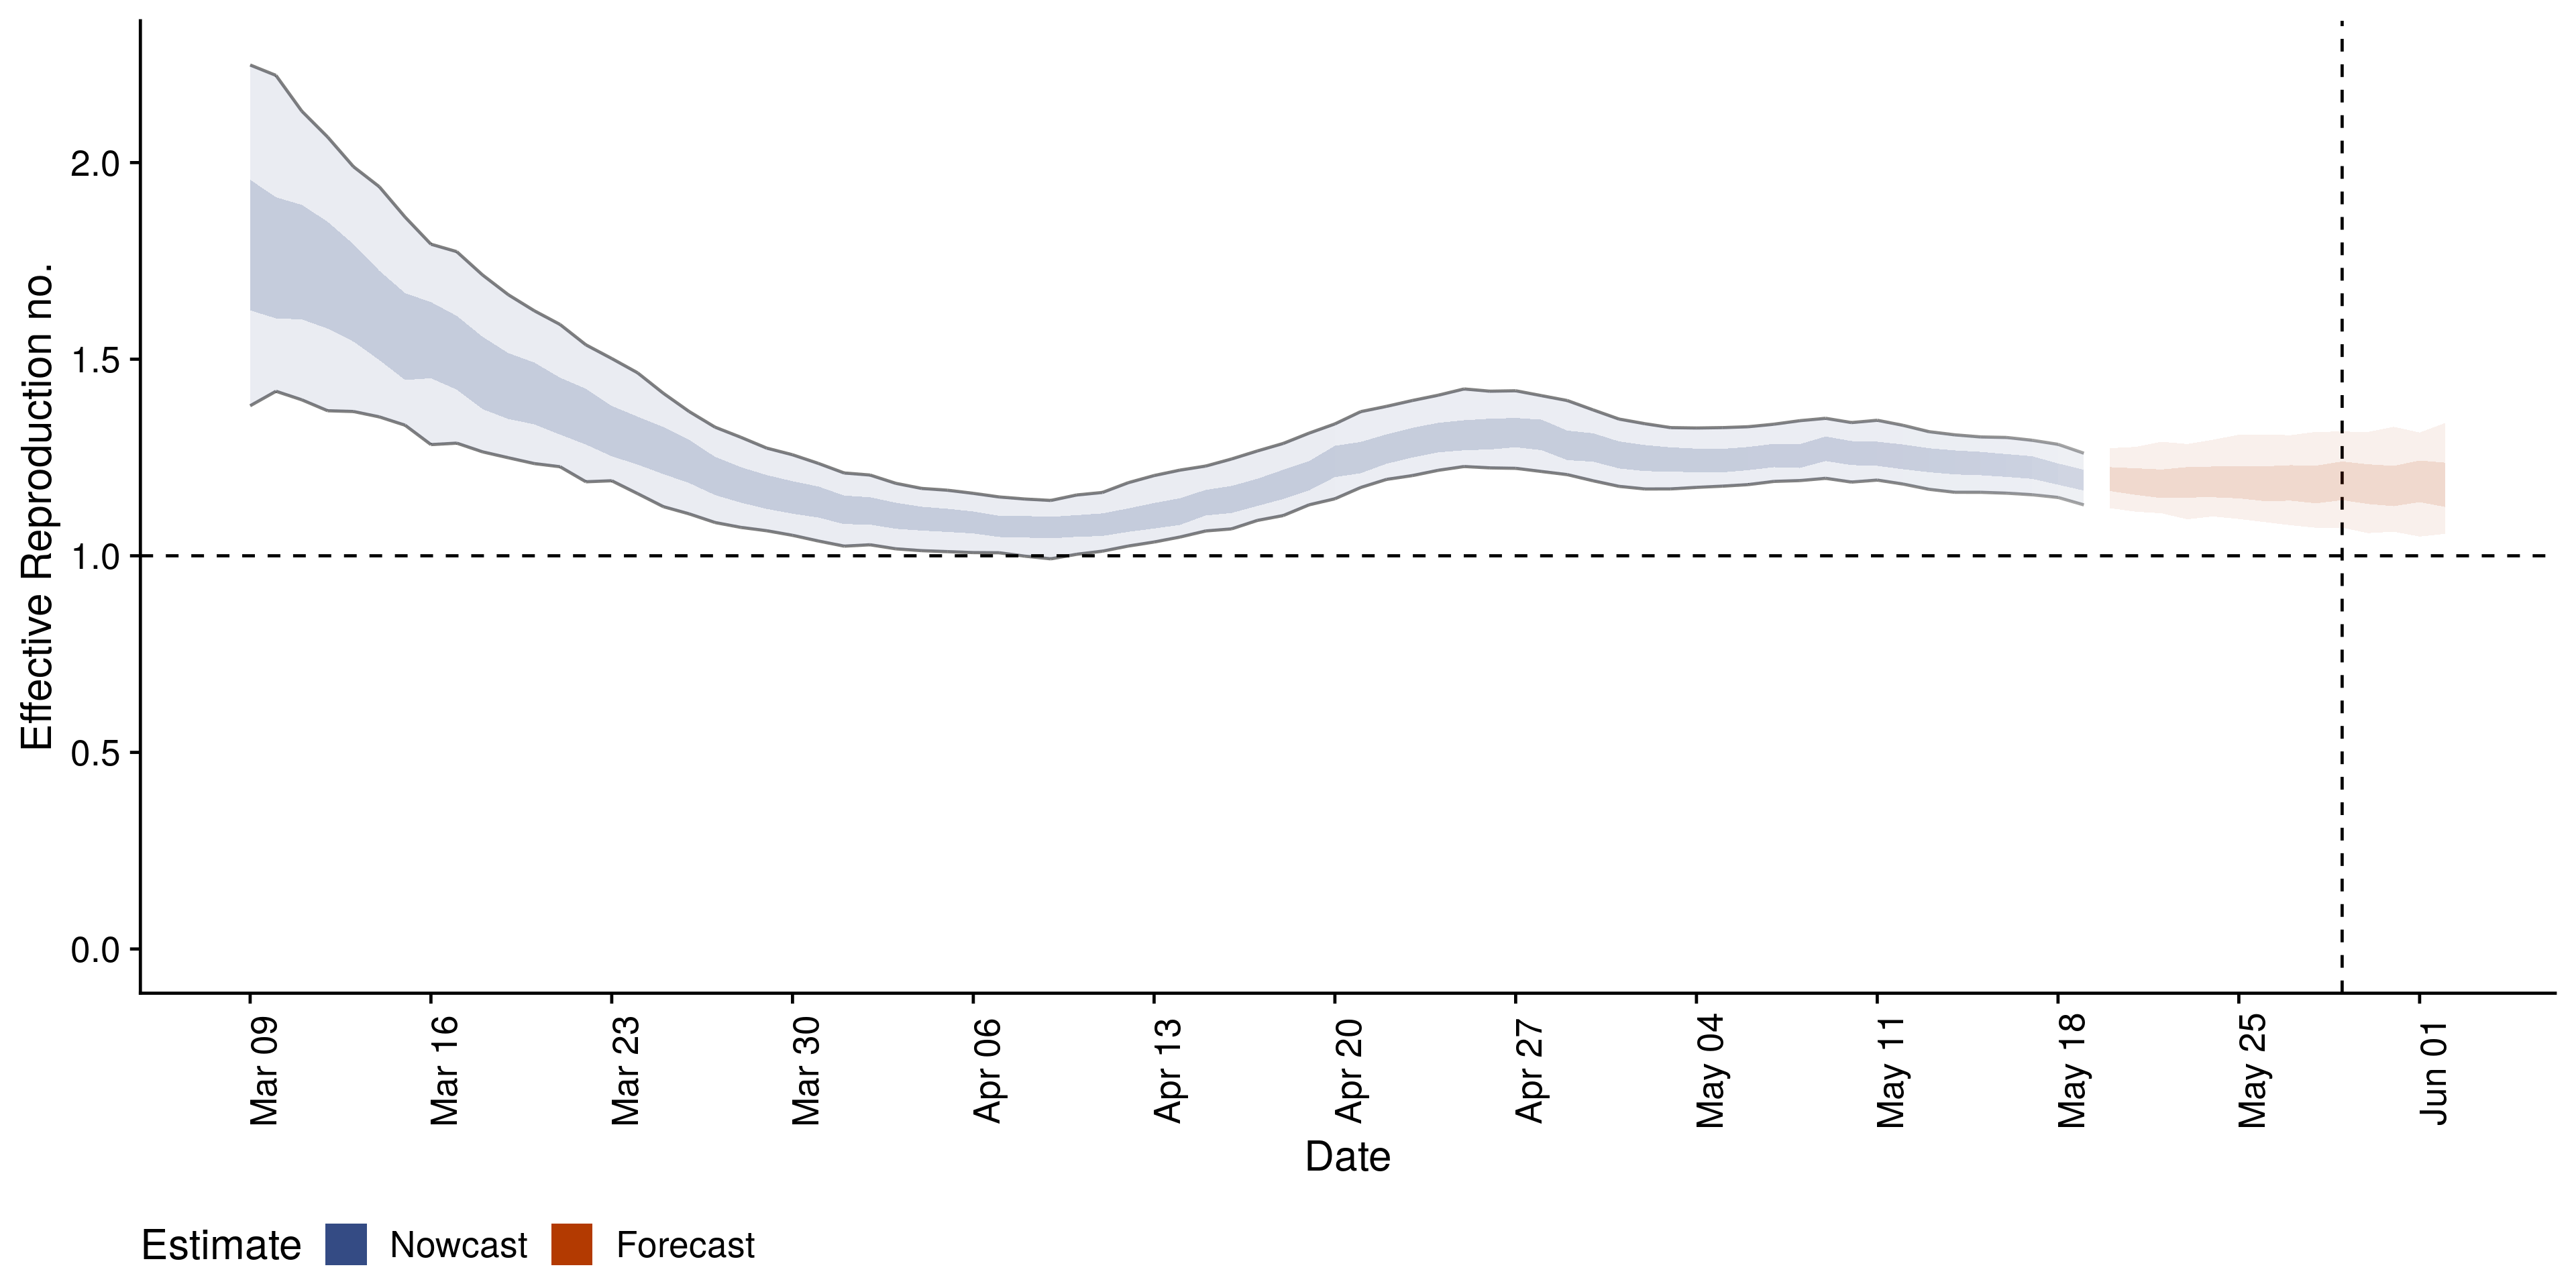 Effective Reproduction no.
2.0
1.5
1.0
0.5
0.0
Mar 09
Mar 16
Mar 23
Mar 30
Apr 06
Apr 13
Apr 20
Apr 27
May 04
May 11
May 18
May 25
Jun 01
Date
Estimate Nowcast Forecast